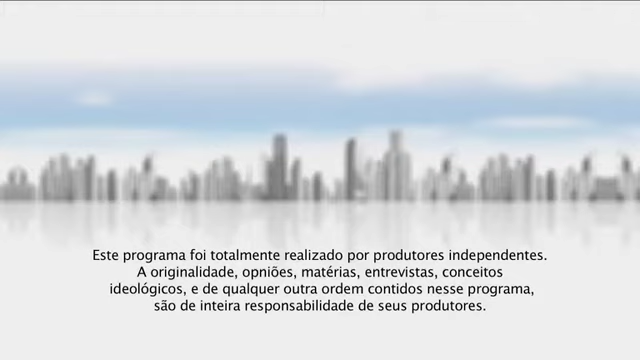 Este programa foi totalmente realizado por produtores independentes.
A originalidade, opniões, matérias, entrevistas, conceitos
ideológicos, e de qualquer outra ordem contidos nesse programa,
são de inteira responsabilidade de seus produtores.